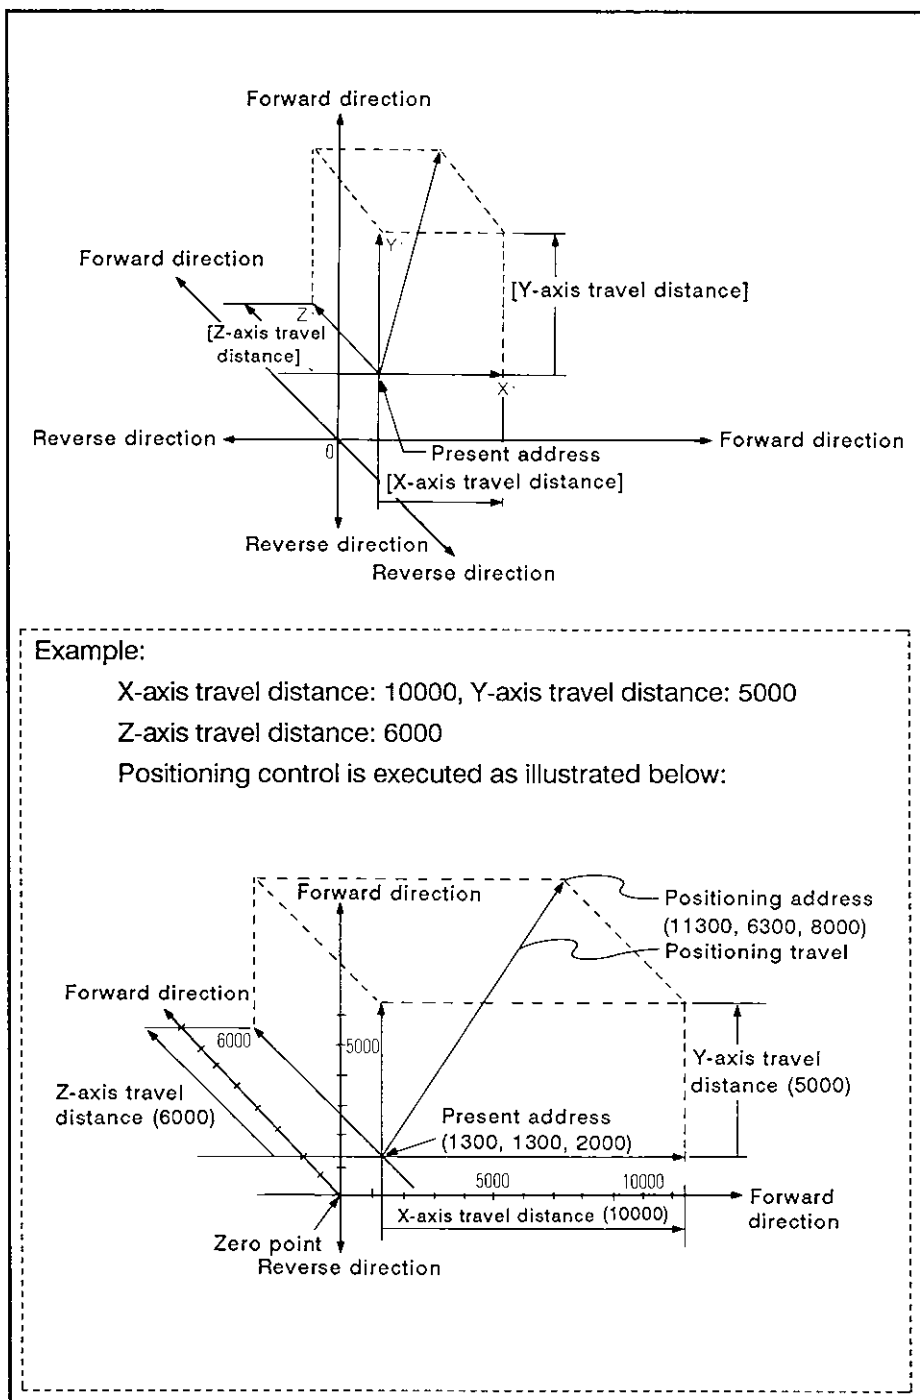 Forward direction
Forward direction
Y'
[Y-axis travel distance]
Z'
[Z-axis travel
distance]
X'
Reverse direction
0
Present address
Forward direction
[X-axis travel distance]
Reverse direction
Reverse direction
Example:
X-axis travel distance: 10000, Y-axis travel distance: 5000
Z-axis travel distance: 6000
Positioning control is executed as illustrated below:
Forward direction
Positioning address
(11300, 6300, 8000)
Positioning travel
Forward direction
6000
5000
Y-axis travel
distance (5000)
Z-axis travel
distance (6000)
Present address
(1300, 1300, 2000)
5000
10000
Forward
direction
X-axis travel distance (10000)
Zero point
Reverse direction